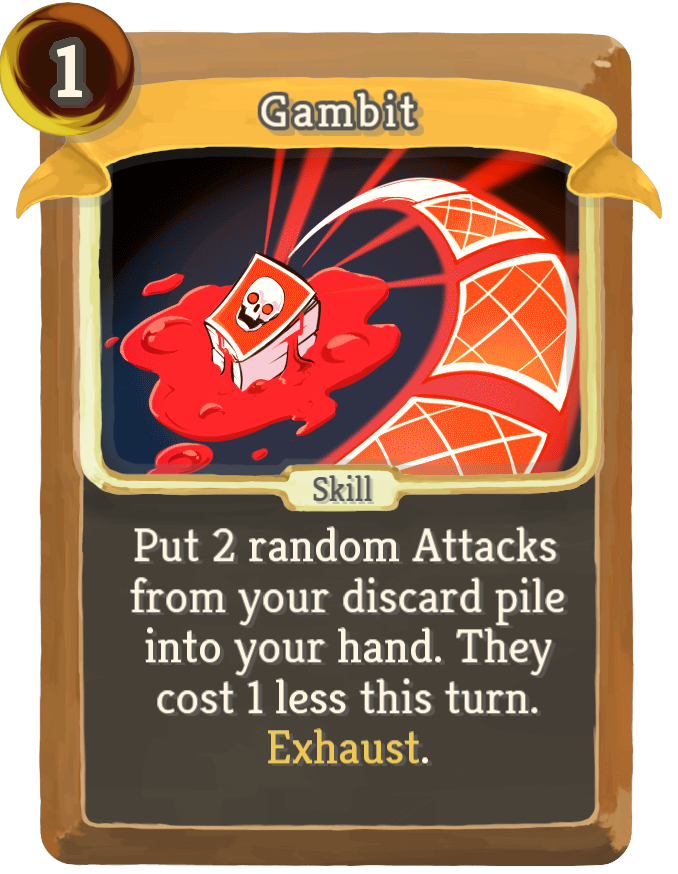 1
Gambit
Skill
Put 2 random Attacks
from your discard pile
into your hand. They
cost 1 less this turn.
Exhaust.